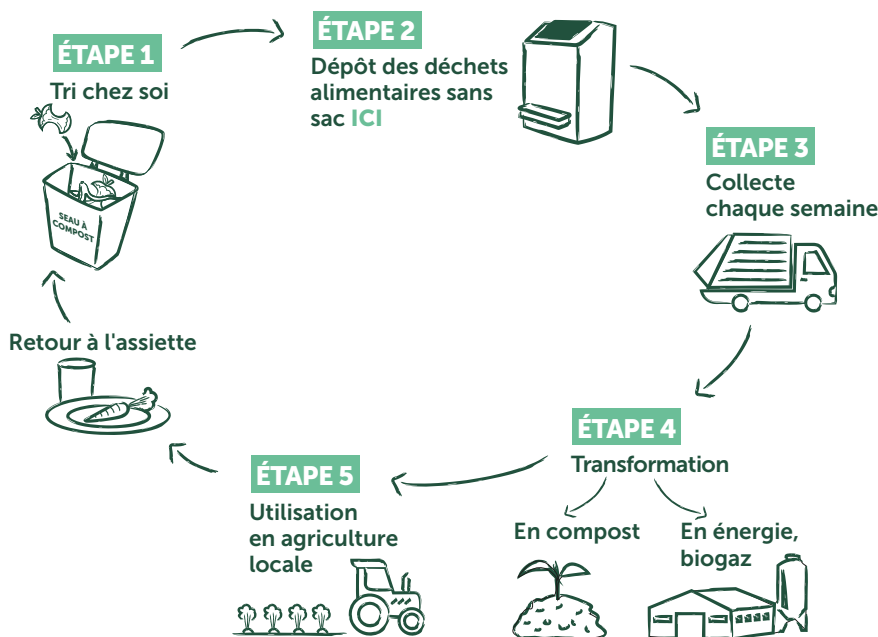 ÉTAPE 1
Tri chez soi
SEAU À
COMPOST
ÉTAPE 2
Dépôt des déchets
alimentaires sans
sac ICI
ÉTAPE 3
Collecte
chaque semaine
ÉTAPE 4
Transformation
En compost
En énergie,
biogaz
ÉTAPE 5
Utilisation
en agriculture
locale
Retour à l'assiette